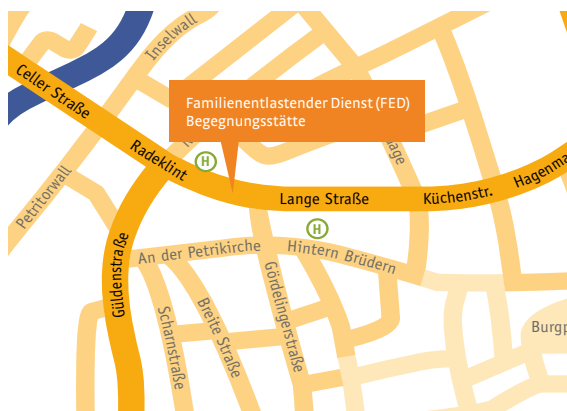 Inselwall
Celler Straße
Familienentlastender Dienst (FED)
Begegnungsstätte
Radeklint
H
Petritorwall
Lange Straße
Küchenstr.
Hagenma
H
An der Petrikirche
Hintern Brüdern
Güldenstraße
Gördelingerstraße
Scharnstraße
Breite Straße
Burgp